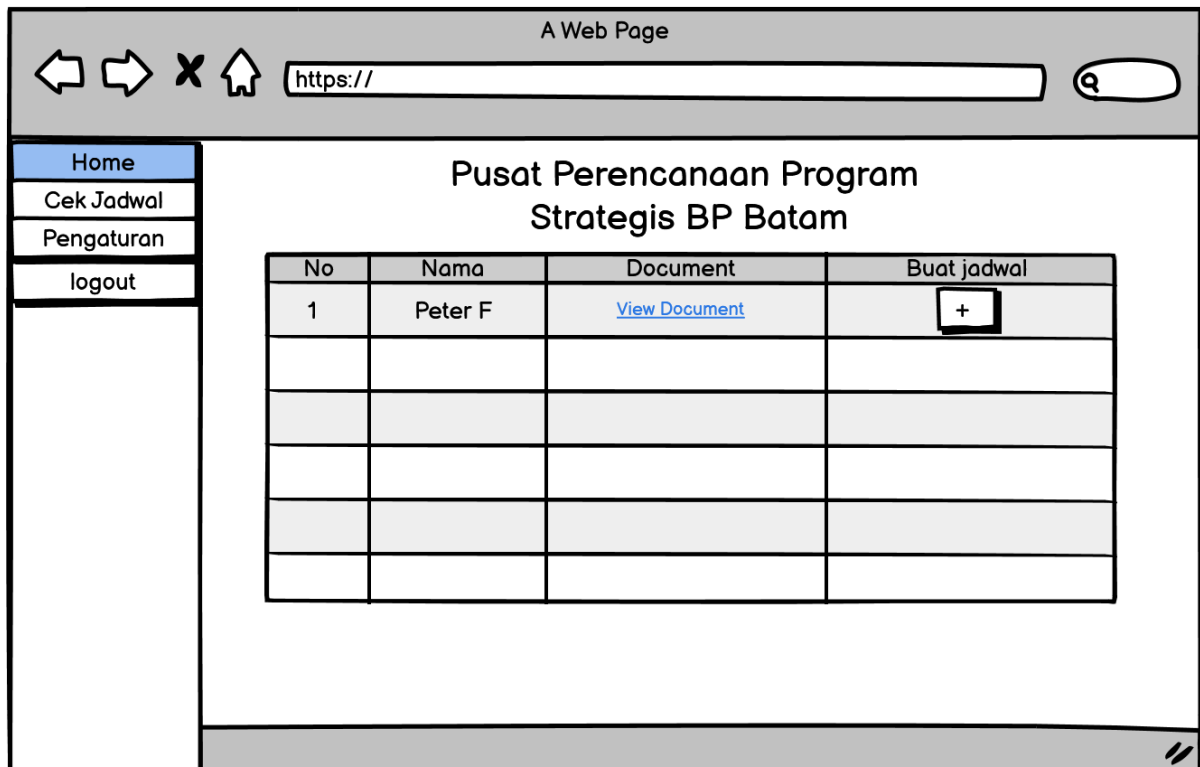 A Web Page
https://
Home
Cek Jadwal
Pengaturan
logout
Pusat Perencanaan Program
Strategis BP Batam
No Nama Document Buat jadwal
1 Peter F View Document +